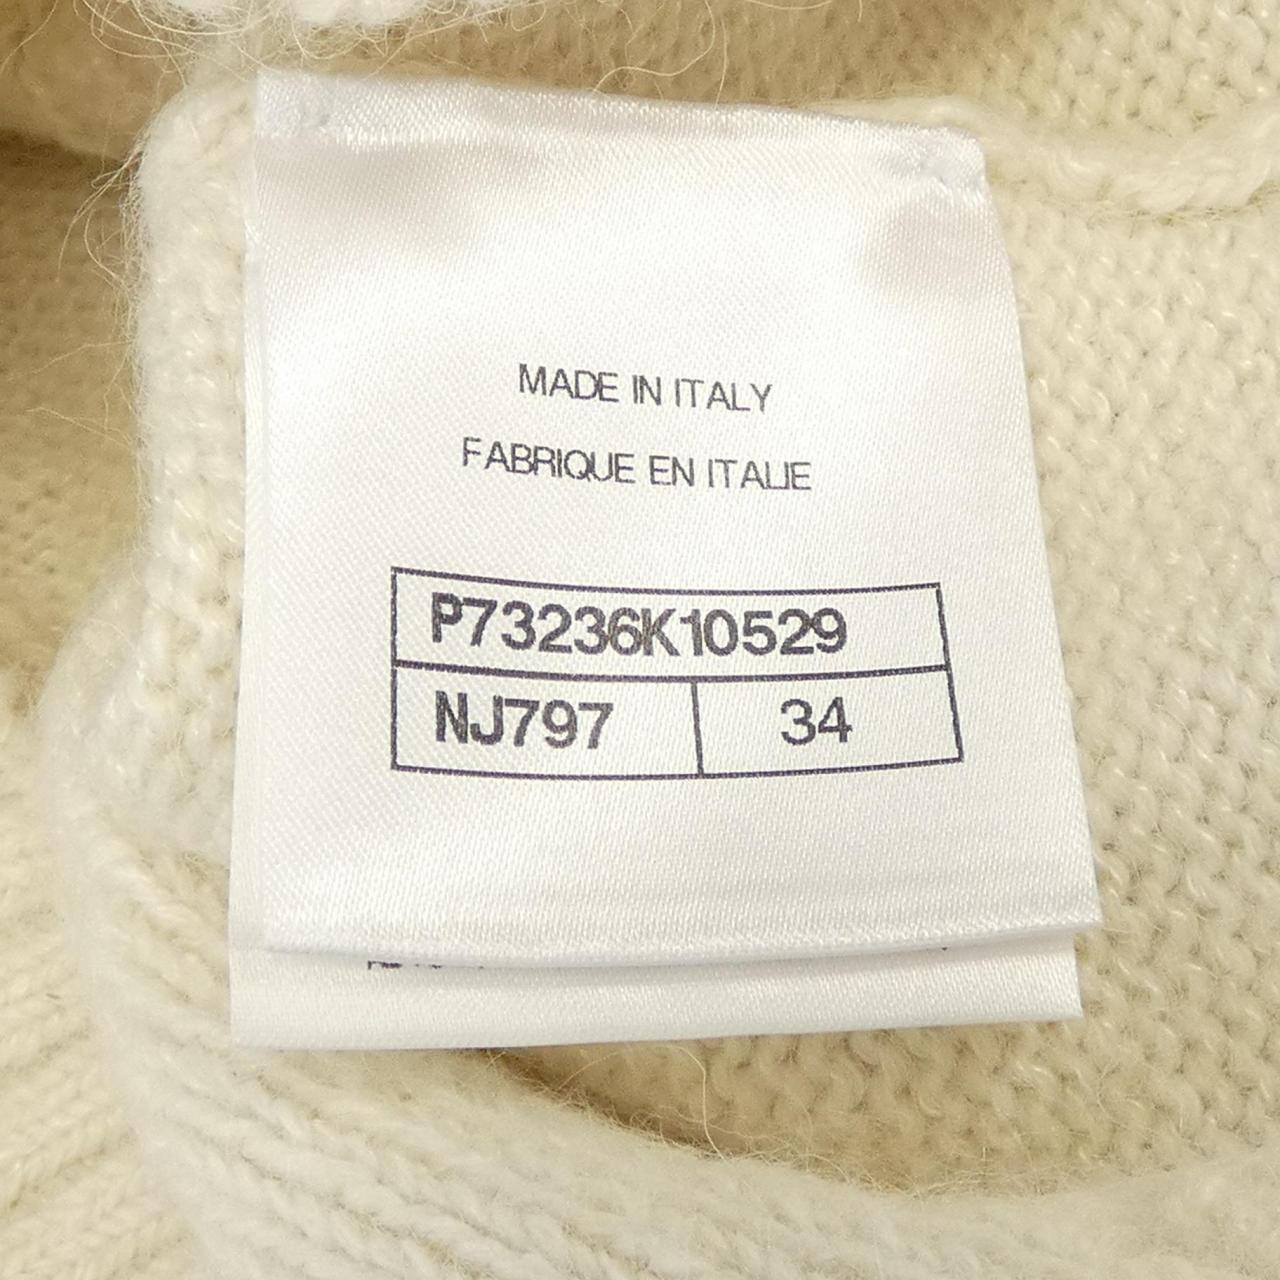 MADE IN ITALY
FABRIQUE EN ITALIE
P73236K10529
NJ797 34